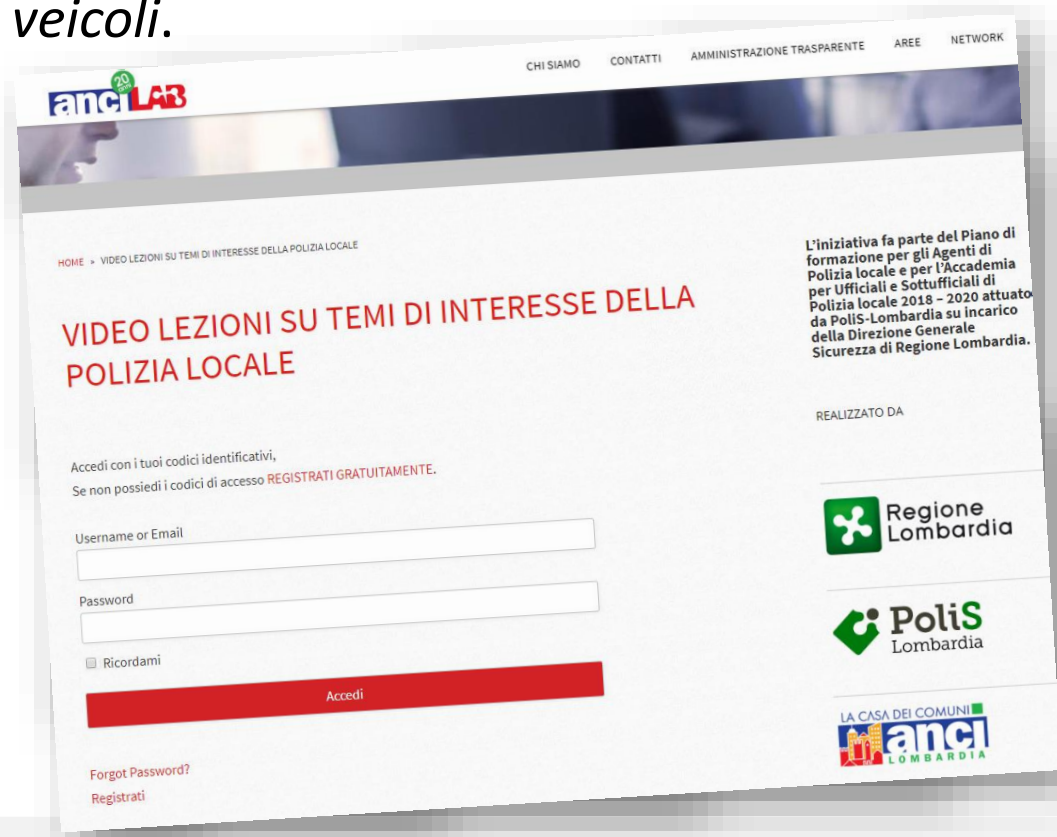 veicoli.
20
anni
anciLAB
CHI SIAMO CONTATTI AMMINISTRAZIONE TRASPARENTE AREE NETWORK
HOME » VIDEO LEZIONI SU TEMI DI INTERESSE DELLA POLIZIA LOCALE
VIDEO LEZIONI SU TEMI DI INTERESSE DELLA
POLIZIA LOCALE
Accedi con i tuoi codici identificativi,
Se non possiedi i codici di accesso REGISTRATI GRATUITAMENTE.
Username or Email
Password
Ricordami
Accedi
Forgot Password?
Registrati
L'iniziativa fa parte del Piano di
formazione per gli Agenti di
Polizia locale e per l'Accademia
per Ufficiali e Sottufficiali di
Polizia locale 2018 – 2020 attuato
da PoliS-Lombardia su incarico
della Direzione Generale
Sicurezza di Regione Lombardia.
REALIZZATO DA
Regione
Lombardia
PoliS
Lombardia
LA CASA DEI COMUNI
anci
LOMBARDIA